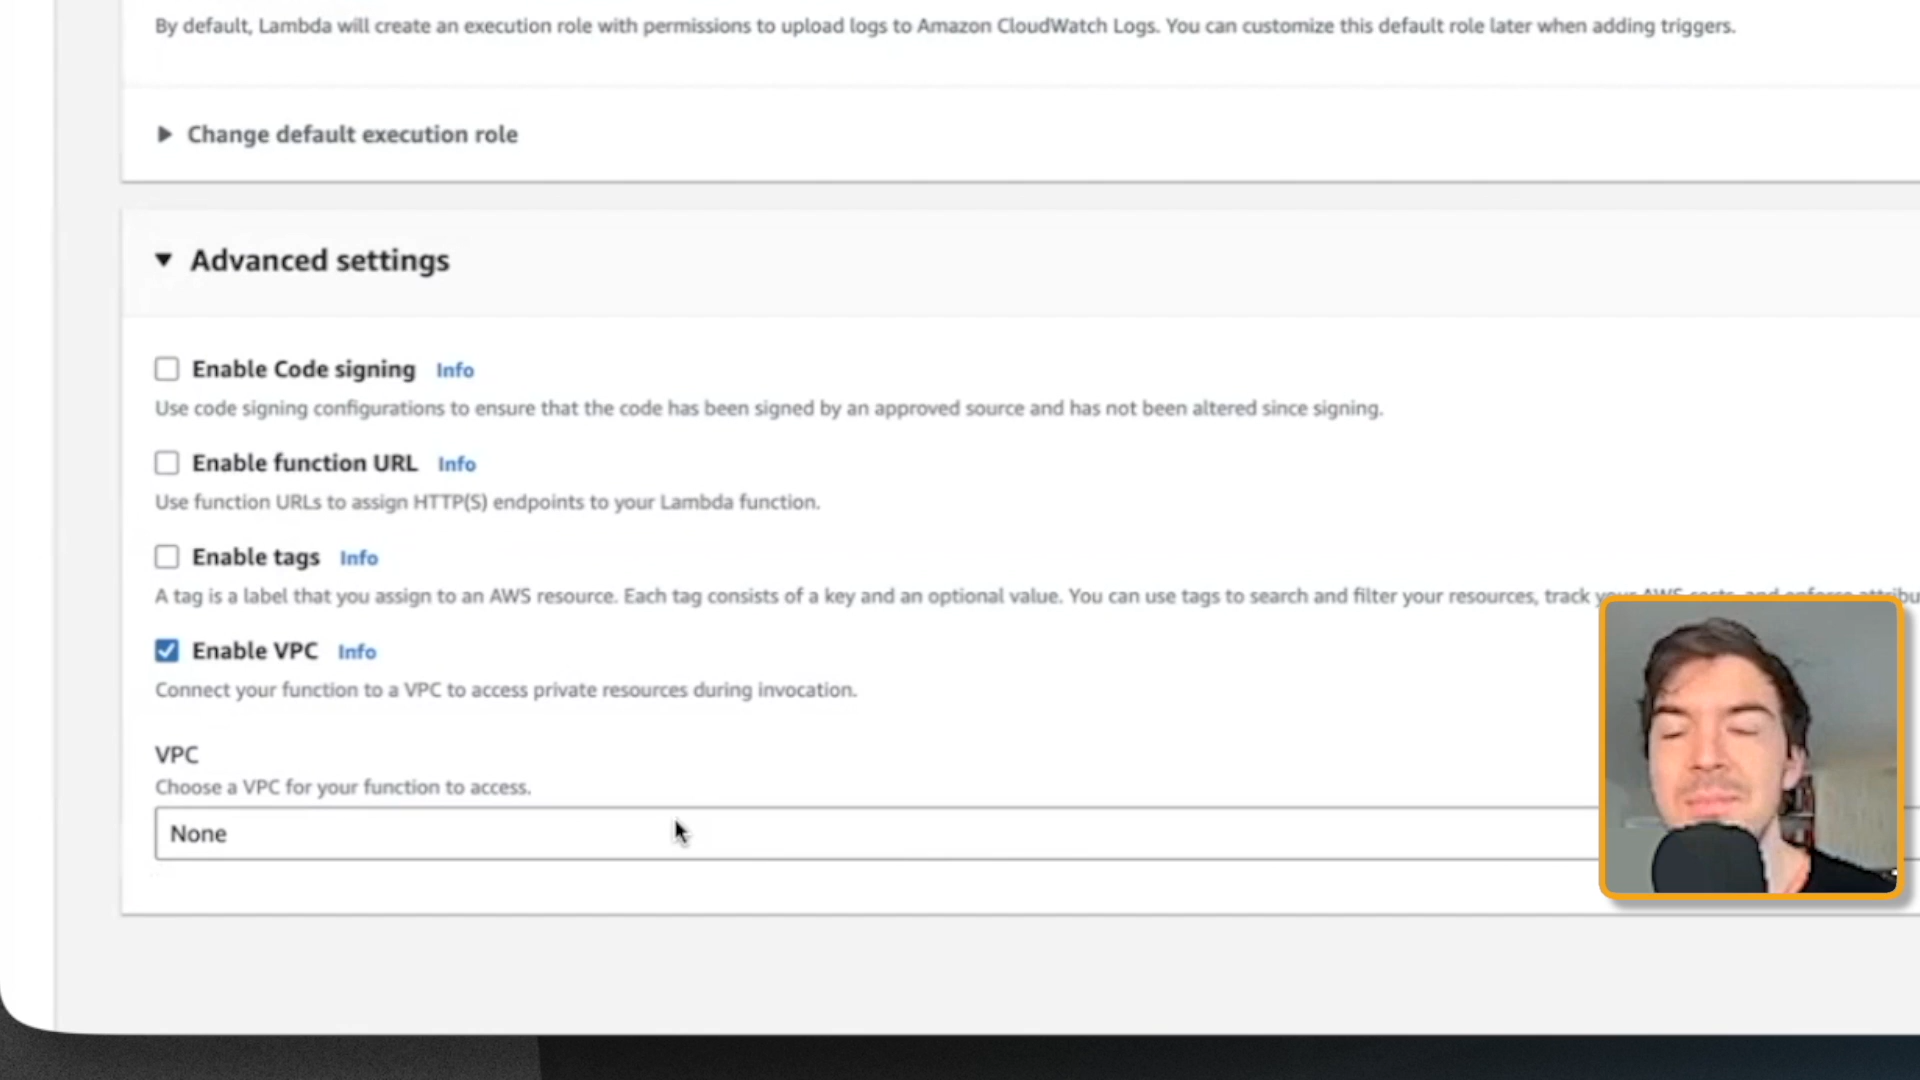 By default, Lambda will create an execution role with permissions to upload logs to Amazon CloudWatch Logs. You can customize this default role later when adding triggers.
Change default execution role
Advanced settings
Enable Code signing Info
Use code signing configurations to ensure that the code has been signed by an approved source and has not been altered since signing.
Enable function URL Info
Use function URLs to assign HTTP(S) endpoints to your Lambda function.
Enable tags Info
A tag is a label that you assign to an AWS resource. Each tag consists of a key and an optional value. You can use tags to search and filter your resources, track your AWS costs, and enforce
Enable VPC Info
Connect your function to a VPC to access private resources during invocation.
VPC
Choose a VPC for your function to access.
None